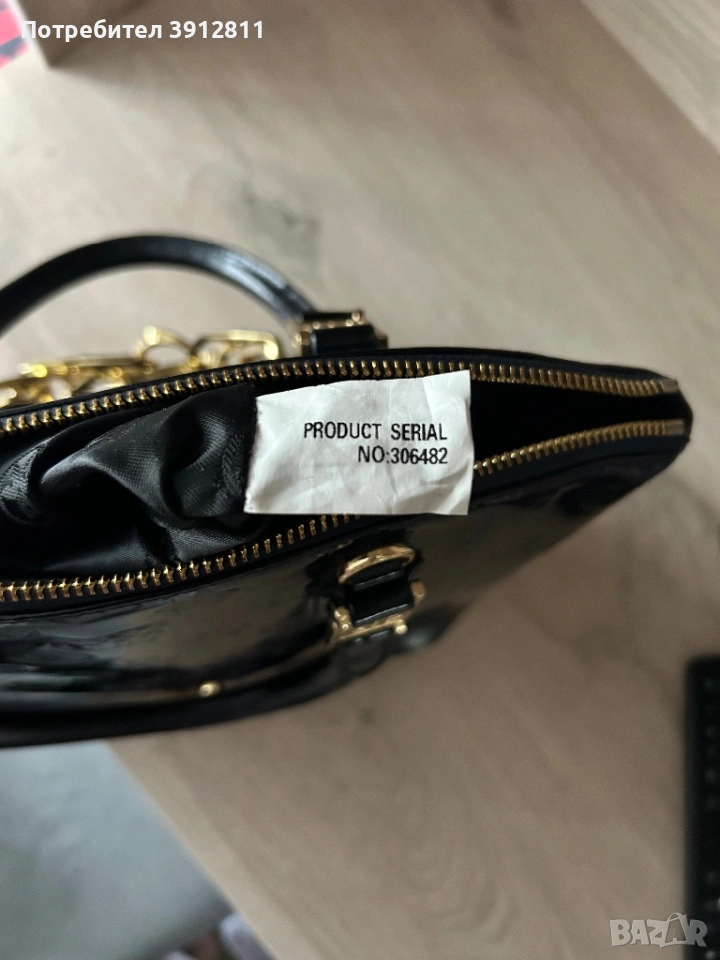 Потребител 3912811
PRODUCT SERIAL
NO:306482
BAZAR